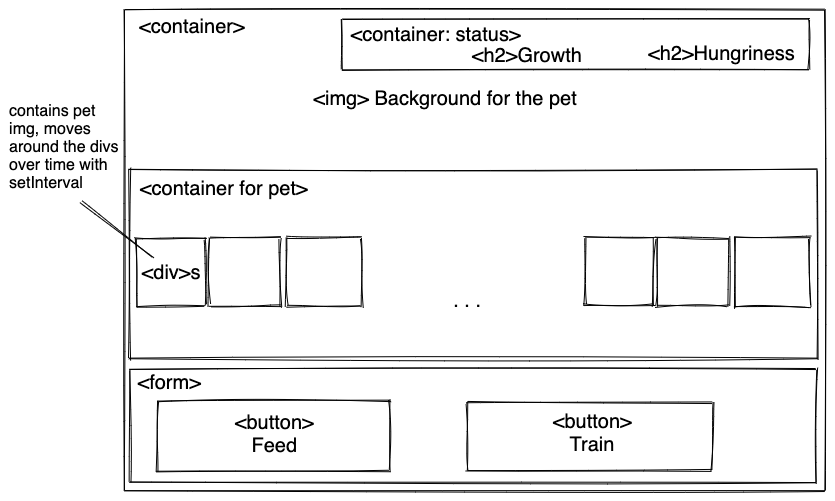 <container>
<container: status>
<h2>Growth
<h2>Hungriness
<img> Background for the pet
contains pet
img, moves
around the divs
over time with
setInterval
<container for pet>
<div>s
. . .
<form>
<button>
Feed
<button>
Train